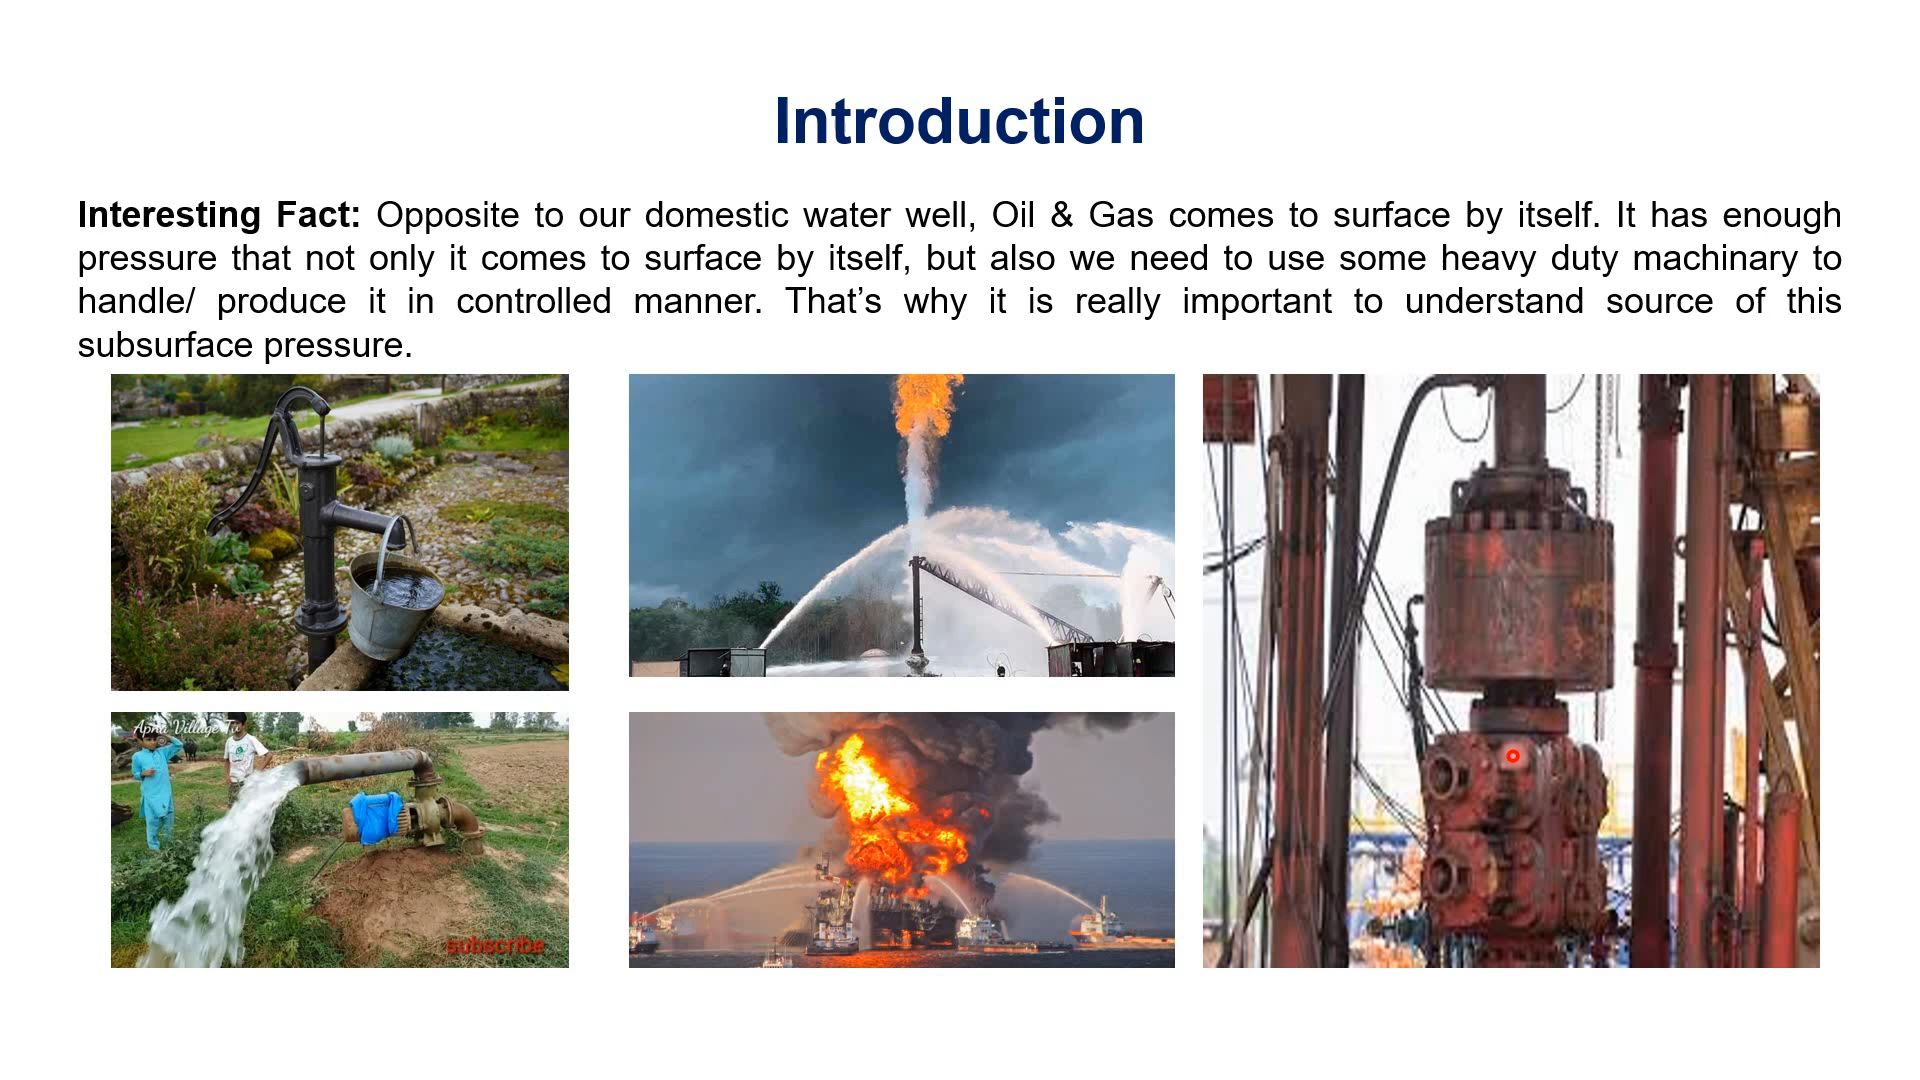 Introduction
Interesting Fact: Opposite to our domestic water well, Oil & Gas comes to surface by itself. It has enough
pressure that not only it comes to surface by itself, but also we need to use some heavy duty machinary to
handle/ produce it in controlled manner. That’s why it is really important to understand source of this
subsurface pressure.
Apna Village Tv
subscribe